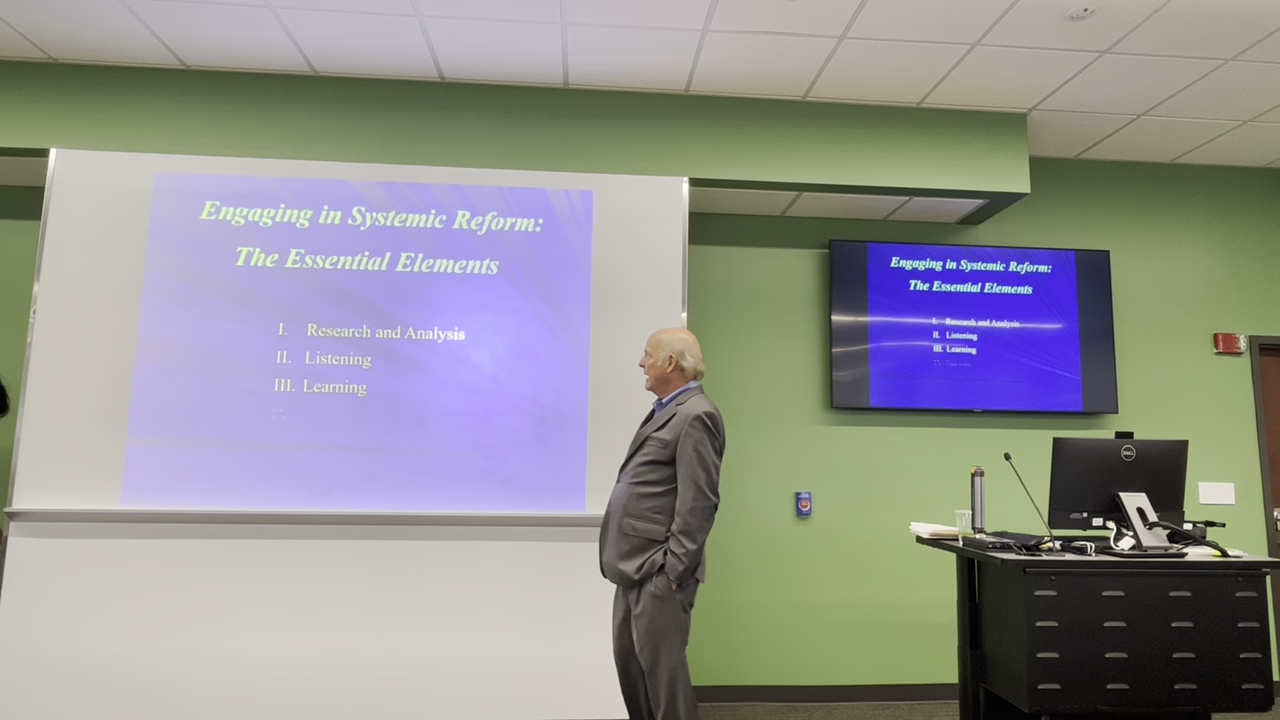 Engaging in Systemic Reform:
The Essential Elements
I. Research and Analysis
II. Listening
III. Learning
Engaging in Systemic Reform:
The Essential Elements
I. Research and Analysis
II. Listening
III. Learning
DELL